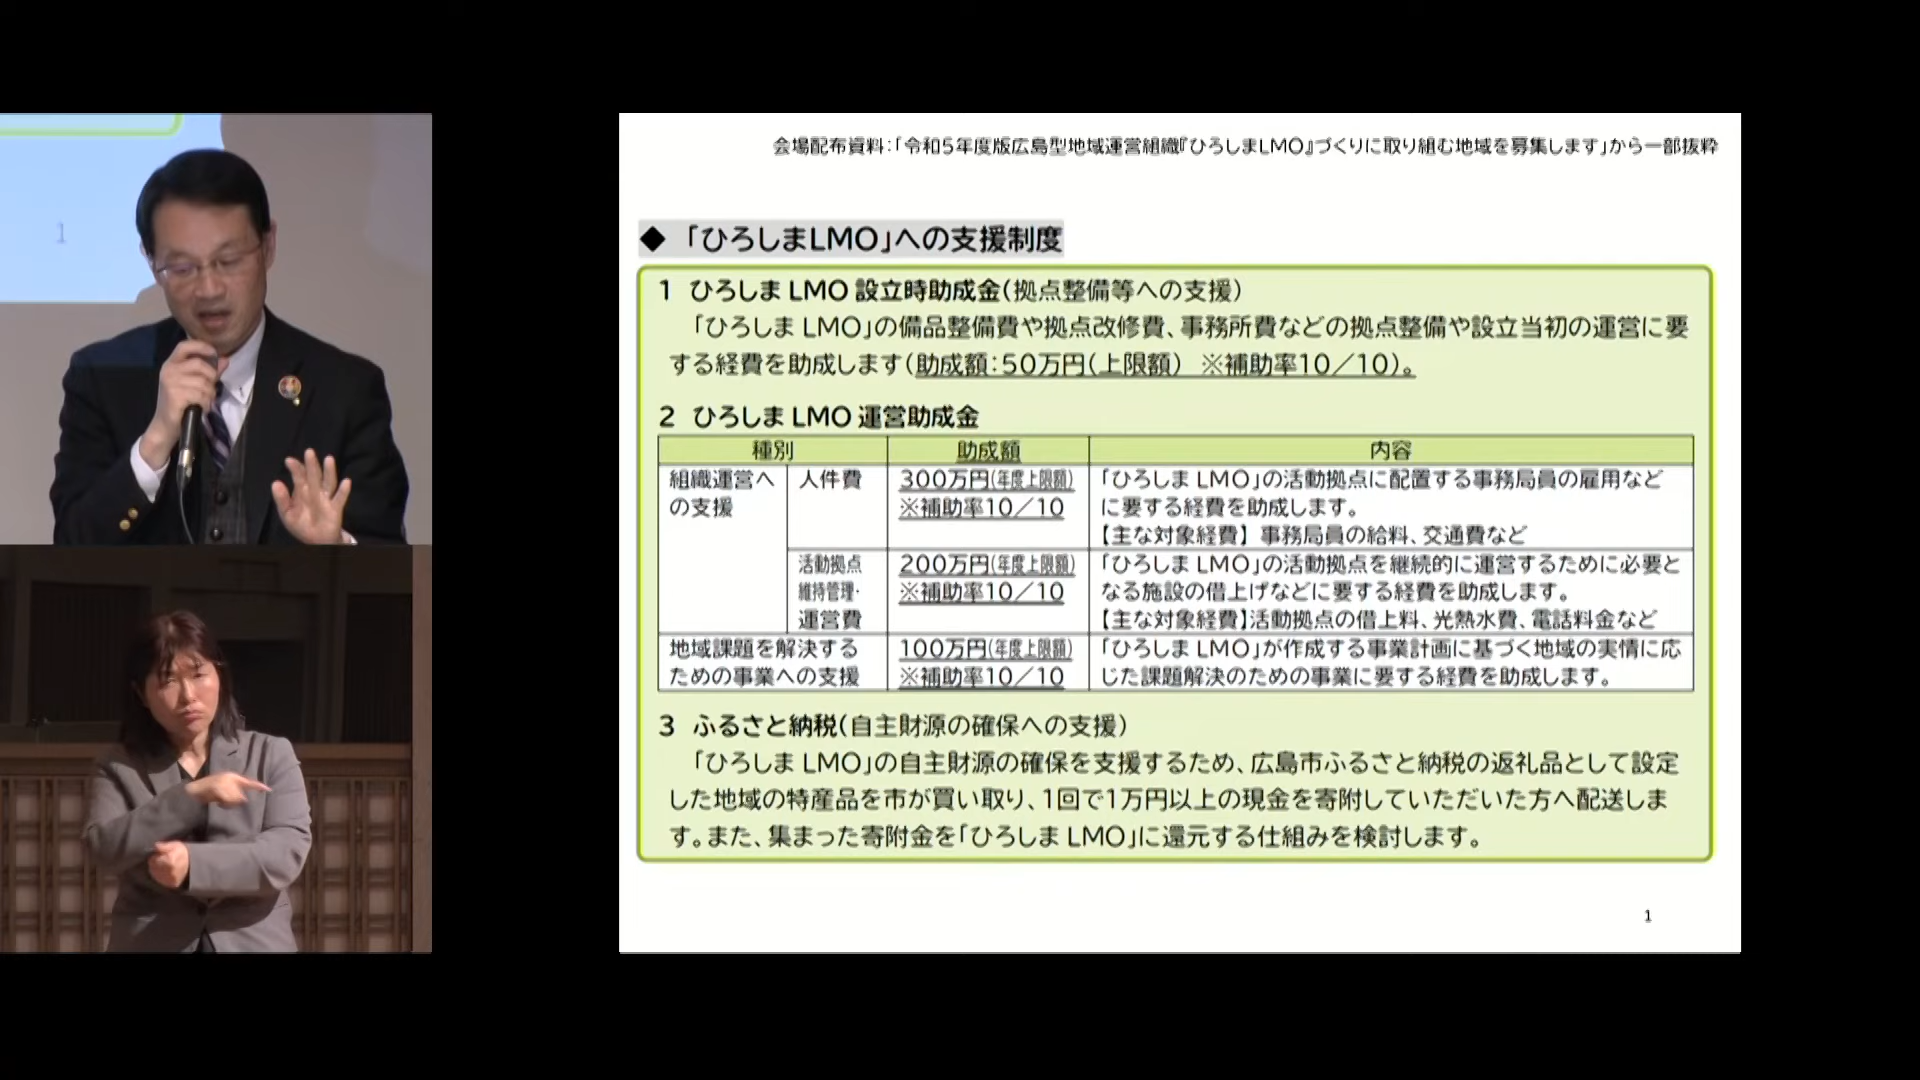 1
会場配布資料：「令和5年度版広島型地域運営組織『ひろしまLMO』づくりに取り組む地域を募集します」から一部抜粋
◆ 「ひろしまLMO」への支援制度
1 ひろしま LMO 設立時助成金（拠点整備等への支援）
「ひろしま LMO」の備品整備費や拠点改修費、事務所費などの拠点整備や設立当初の運営に要
する経費を助成します（助成額：50万円（上限額） ※補助率10／10）。
2 ひろしま LMO 運営助成金
種別 助成額 内容
組織運営へ
の支援
人件費
300万円（年度上限額）
※補助率10／10
「ひろしま LMO」の活動拠点に配置する事務局員の雇用など
に要する経費を助成します。
【主な対象経費】 事務局員の給料、交通費など
活動拠点
維持管理・
運営費
200万円（年度上限額）
※補助率10／10
「ひろしま LMO」の活動拠点を継続的に運営するために必要と
なる施設の借上げなどに要する経費を助成します。
【主な対象経費】活動拠点の借上料、光熱水費、電話料金など
地域課題を解決する
ための事業への支援
100万円（年度上限額）
※補助率10／10
「ひろしま LMO」が作成する事業計画に基づく地域の実情に応
じた課題解決のための事業に要する経費を助成します。
3 ふるさと納税（自主財源の確保への支援）
「ひろしま LMO」の自主財源の確保を支援するため、広島市ふるさと納税の返礼品として設定
した地域の特産品を市が買い取り、1回で1万円以上の現金を寄附していただいた方へ配送しま
す。また、集まった寄附金を「ひろしま LMO」に還元する仕組みを検討します。
1